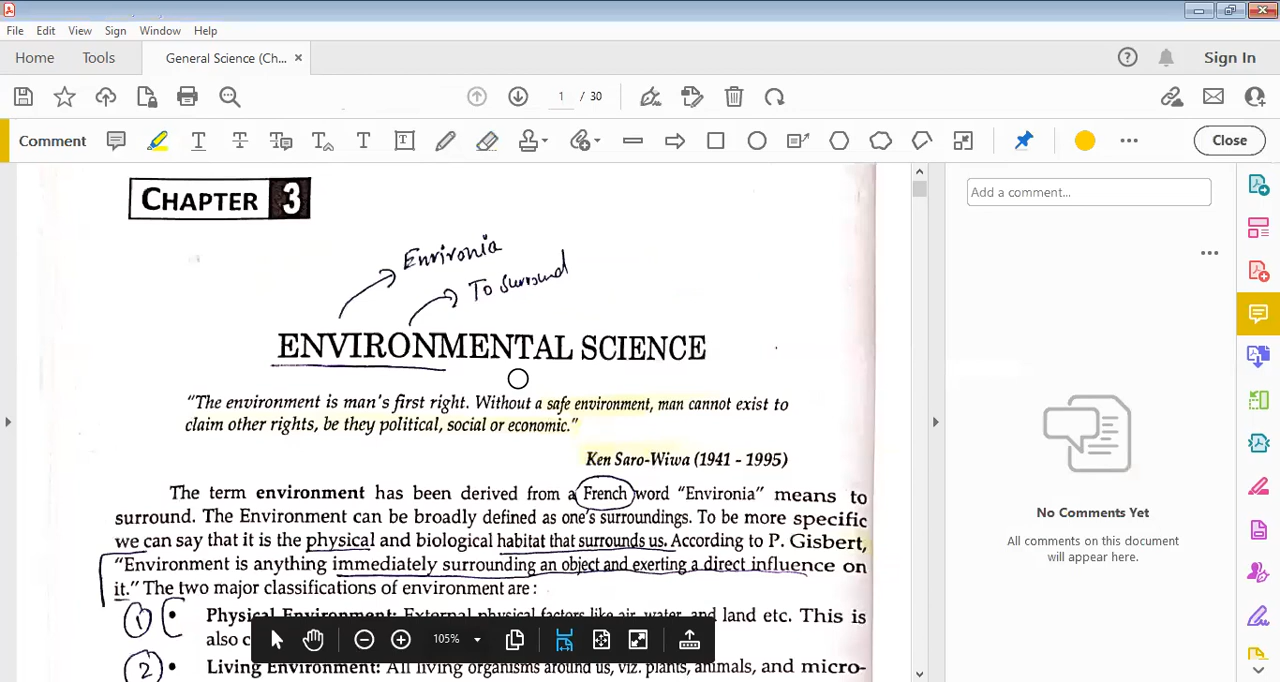 File Edit View Sign Window Help
Home Tools General Science (Ch... × Sign In
1 / 30
Comment Close
CHAPTER 3
Add a comment...
Environia
To Surround
ENVIRONMENTAL SCIENCE
"The environment is man's first right. Without a safe environment, man cannot exist to
claim other rights, be they political, social or economic."
Ken Saro-Wiwa (1941 - 1995)
The term environment has been derived from a French word "Environia" means to
surround. The Environment can be broadly defined as one's surroundings. To be more specific
we can say that it is the physical and biological habitat that surrounds us. According to P. Gisbert,
"Environment is anything immediately surrounding an object and exerting a direct influence on
it." The two major classifications of environment are :
1 • Physical Environment: External physical factors like air, water, and land etc. This is
also
2 • Living Environment: All living organisms around us, viz. plants, animals, and micro-
105%
No Comments Yet
All comments on this document
will appear here.